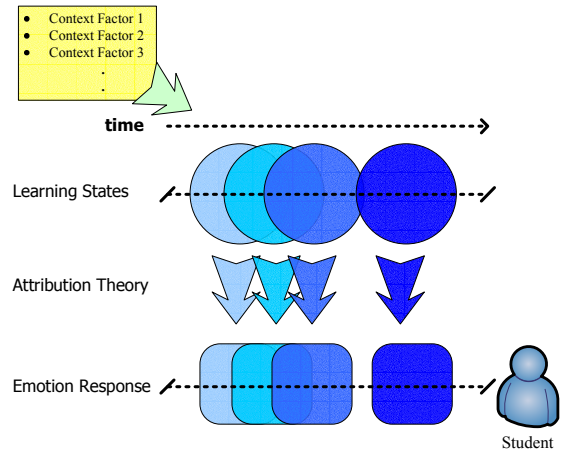 • Context Factor 1
• Context Factor 2
• Context Factor 3
.
.
time
Learning States
Attribution Theory
Emotion Response
Student